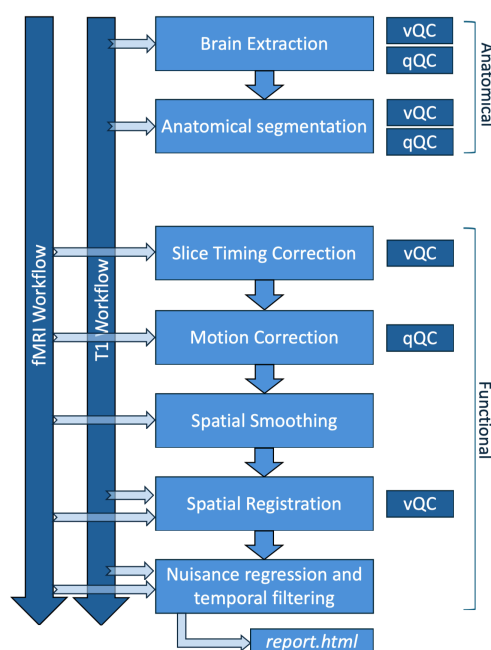 Brain Extraction
vQC
qQC
Anatomical
Anatomical segmentation
vQC
qQC
fMRI Workflow
T1 Workflow
Slice Timing Correction
vQC
Motion Correction
qQC
Functional
Spatial Smoothing
Spatial Registration
vQC
Nuisance regression and
temporal filtering
report.html